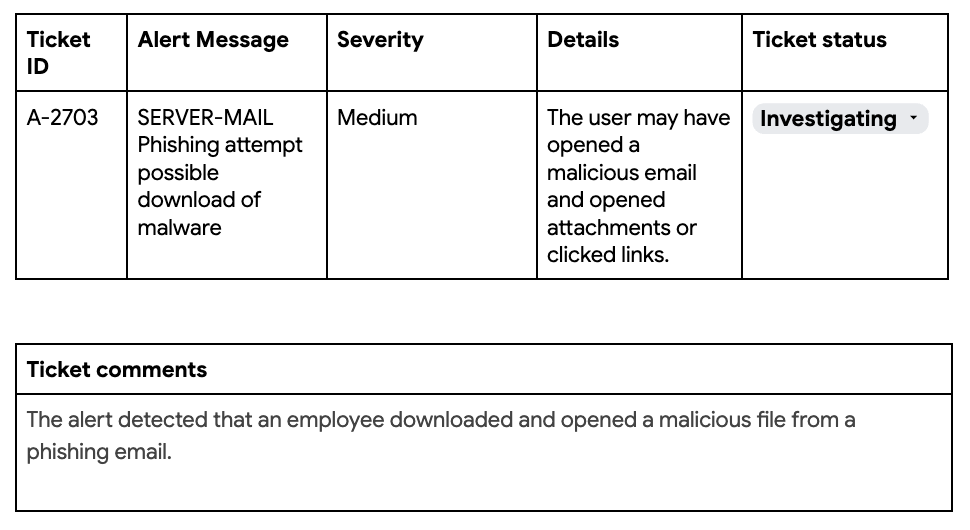 Ticket ID
Alert Message
Severity
Details
Ticket status
A-2703
SERVER-MAIL
Phishing attempt
possible
download of
malware
Medium
The user may have
opened a
malicious email
and opened
attachments or
clicked links.
Investigating
Ticket comments
The alert detected that an employee downloaded and opened a malicious file from a
phishing email.